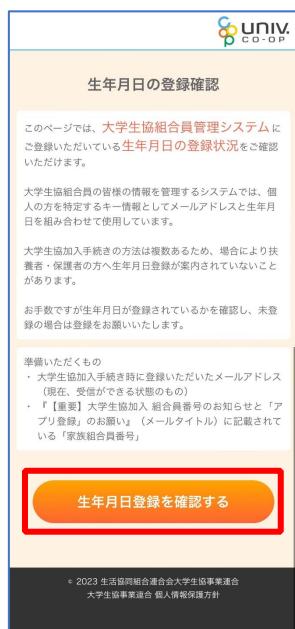 UNIV.
CO-OP
生年月日の登録確認
このページでは、大学生協組合員管理システムに
ご登録いただいている生年月日の登録状況をご確認
いただけます。
大学生協組合員の皆様の情報を管理するシステムでは、個
人の方を特定するキー情報としてメールアドレスと生年月
日を組み合わせて使用しています。
大学生協加入手続きの方法は複数あるため、場合により扶
養者・保護者の方へ生年月日登録が案内されていないこと
があります。
お手数ですが生年月日が登録されているかを確認し、未登
録の場合は登録をお願いいたします。
準備いただくもの
・ 大学生協加入手続き時に登録いただいたメールアドレス
（現在、受信ができる状態のもの）
・ 『【重要】大学生協加入 組合員番号のお知らせと「ア
プリ登録」のお願い』（メールタイトル）に記載されて
いる「家族組合員番号」
生年月日登録を確認する
© 2023 生活協同組合連合会大学生協事業連合
大学生協事業連合 個人情報保護方針